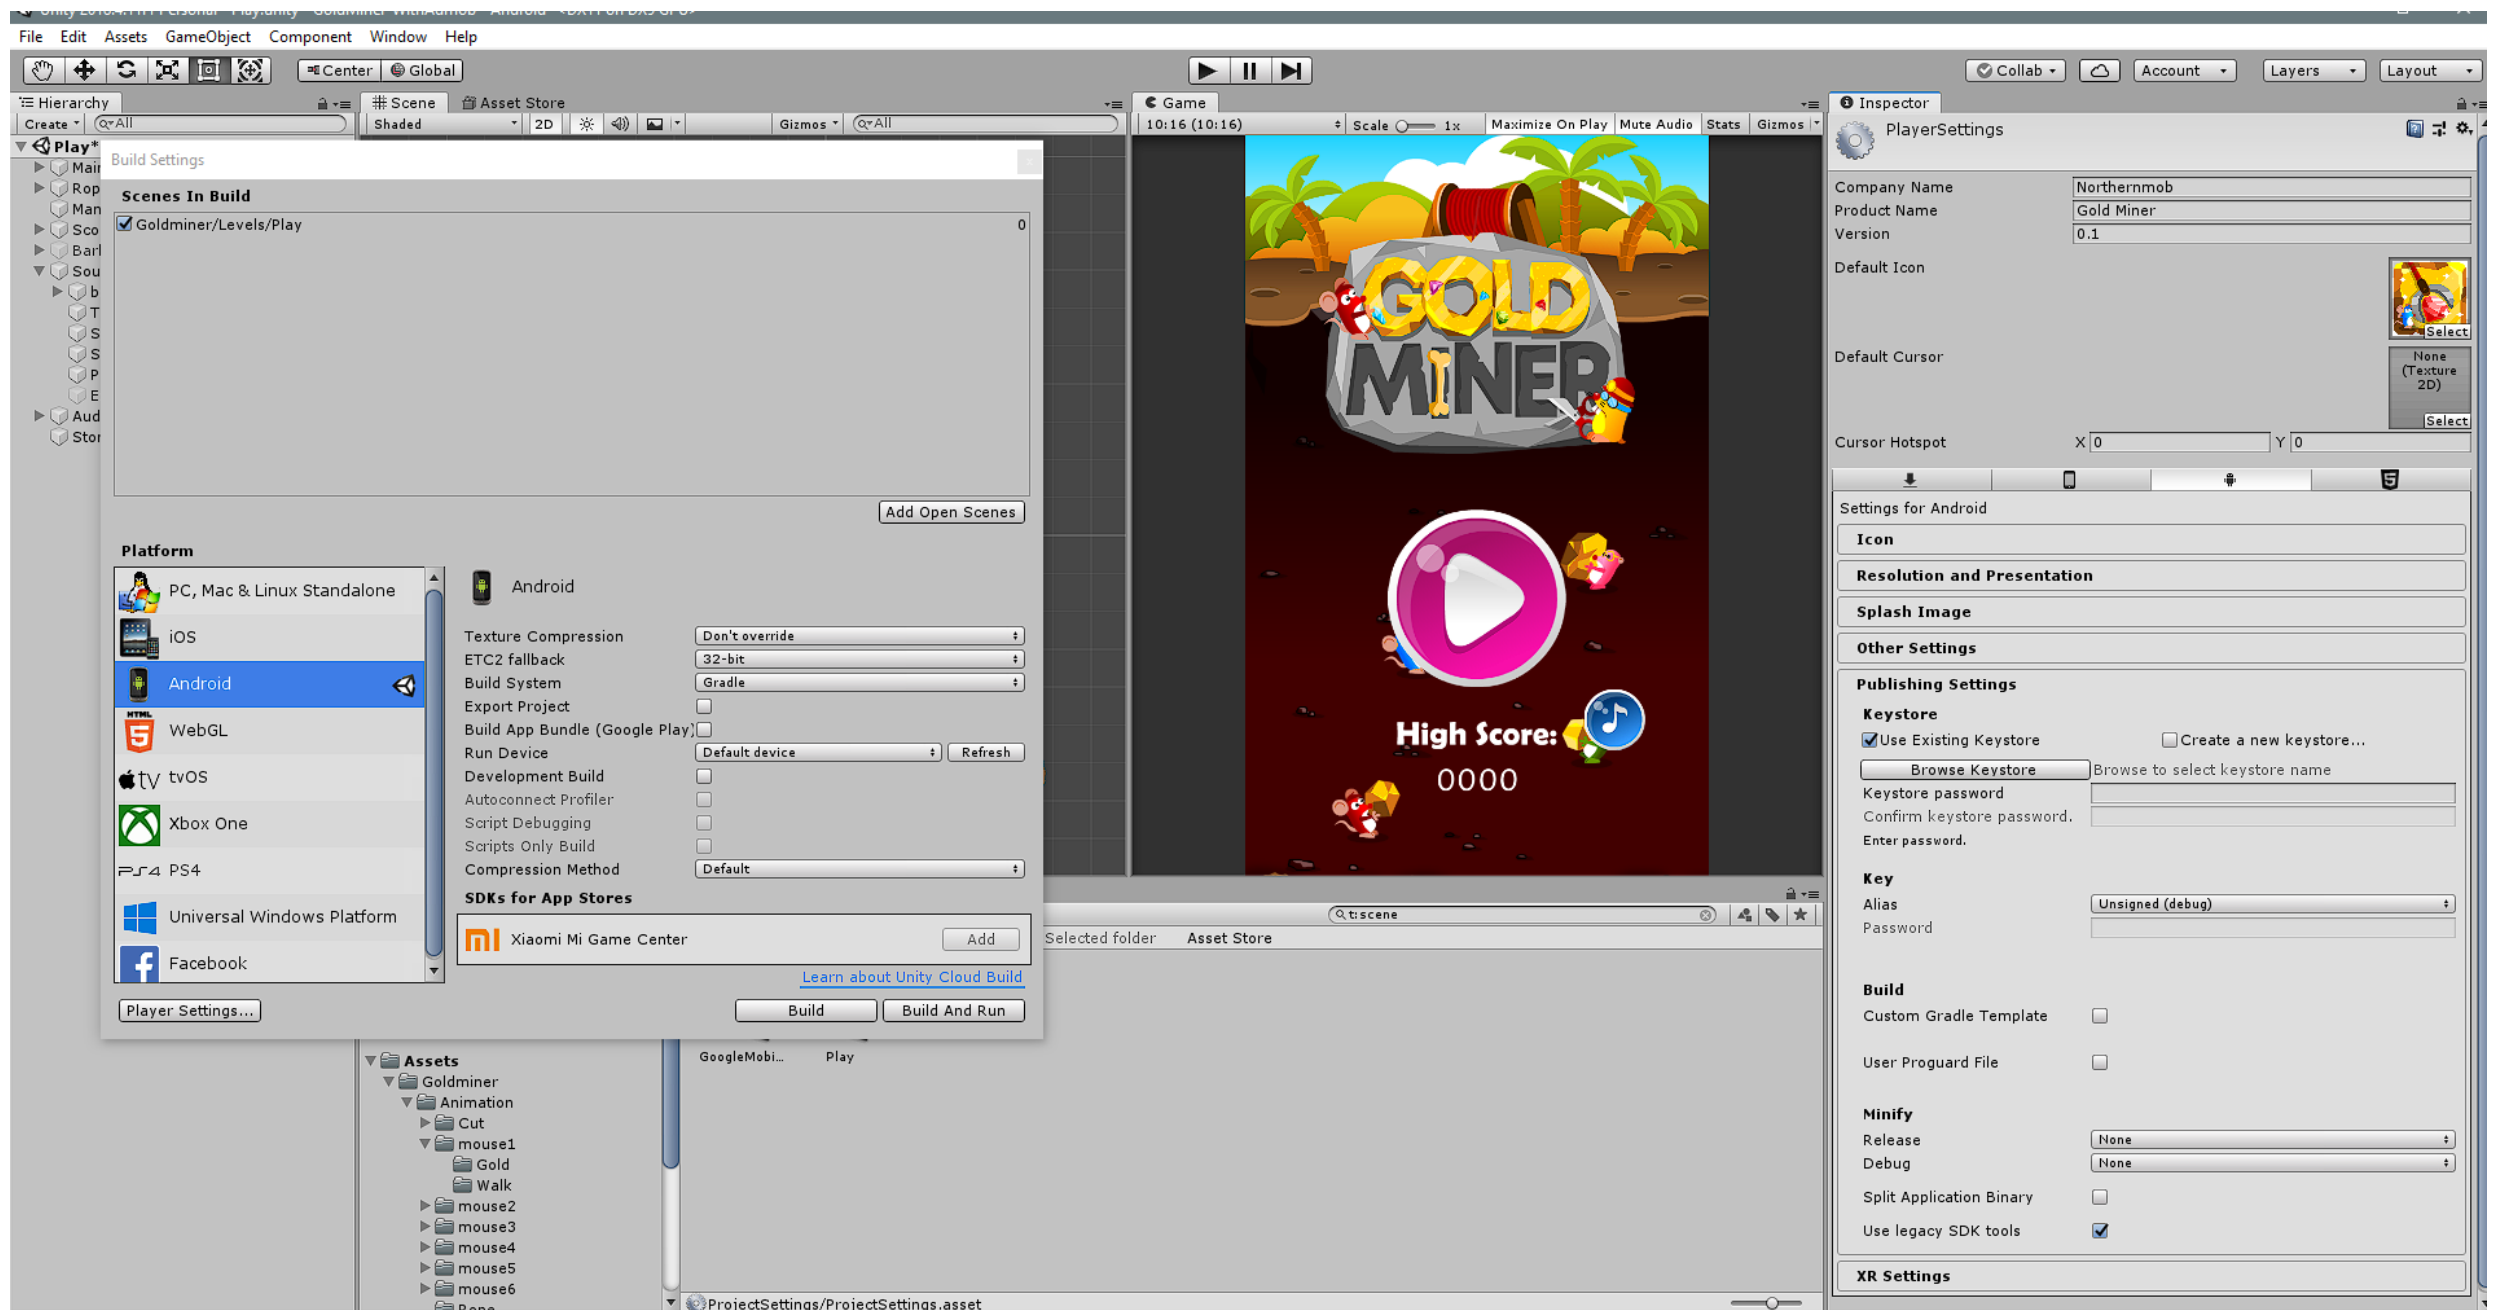 File Edit Assets GameObject Component Window Help
Center Global
Collab Account Layers Layout
Hierarchy
Scene Asset Store
Game
Inspector
Create All
Shaded 2D Gizmos All
10:16 (10:16) Scale 1x Maximize On Play Mute Audio Stats Gizmos
PlayerSettings
Play*
Build Settings
Scenes In Build
Goldminer/Levels/Play 0
Add Open Scenes
Platform
PC, Mac & Linux Standalone
iOS
Android
HTML
5
WebGL
tv
tvOS
Xbox One
PS4
Universal Windows Platform
Facebook
Player Settings...
Android
Texture Compression Don't override
ETC2 fallback 32-bit
Build System Gradle
Export Project
Build App Bundle (Google Play)
Run Device Default device Refresh
Development Build
Autoconnect Profiler
Script Debugging
Scripts Only Build
Compression Method Default
SDKs for App Stores
Xiaomi Mi Game Center Add
Learn about Unity Cloud Build
Build Build And Run
GOLD
MINER
High Score:
0000
t:scene
Selected folder Asset Store
GoogleMobi... Play
Assets
Goldminer
Animation
Cut
mouse1
Gold
Walk
mouse2
mouse3
mouse4
mouse5
mouse6
ProjectSettings/ProjectSettings.asset
Company Name Northernmob
Product Name Gold Miner
Version 0.1
Default Icon
Select
Default Cursor
None
(Texture
2D)
Select
Cursor Hotspot X 0 Y 0
Settings for Android
Icon
Resolution and Presentation
Splash Image
Other Settings
Publishing Settings
Keystore
Use Existing Keystore Create a new keystore...
Browse Keystore Browse to select keystore name
Keystore password
Confirm keystore password.
Enter password.
Key
Alias Unsigned (debug)
Password
Build
Custom Gradle Template
User Proguard File
Minify
Release None
Debug None
Split Application Binary
Use legacy SDK tools
XR Settings